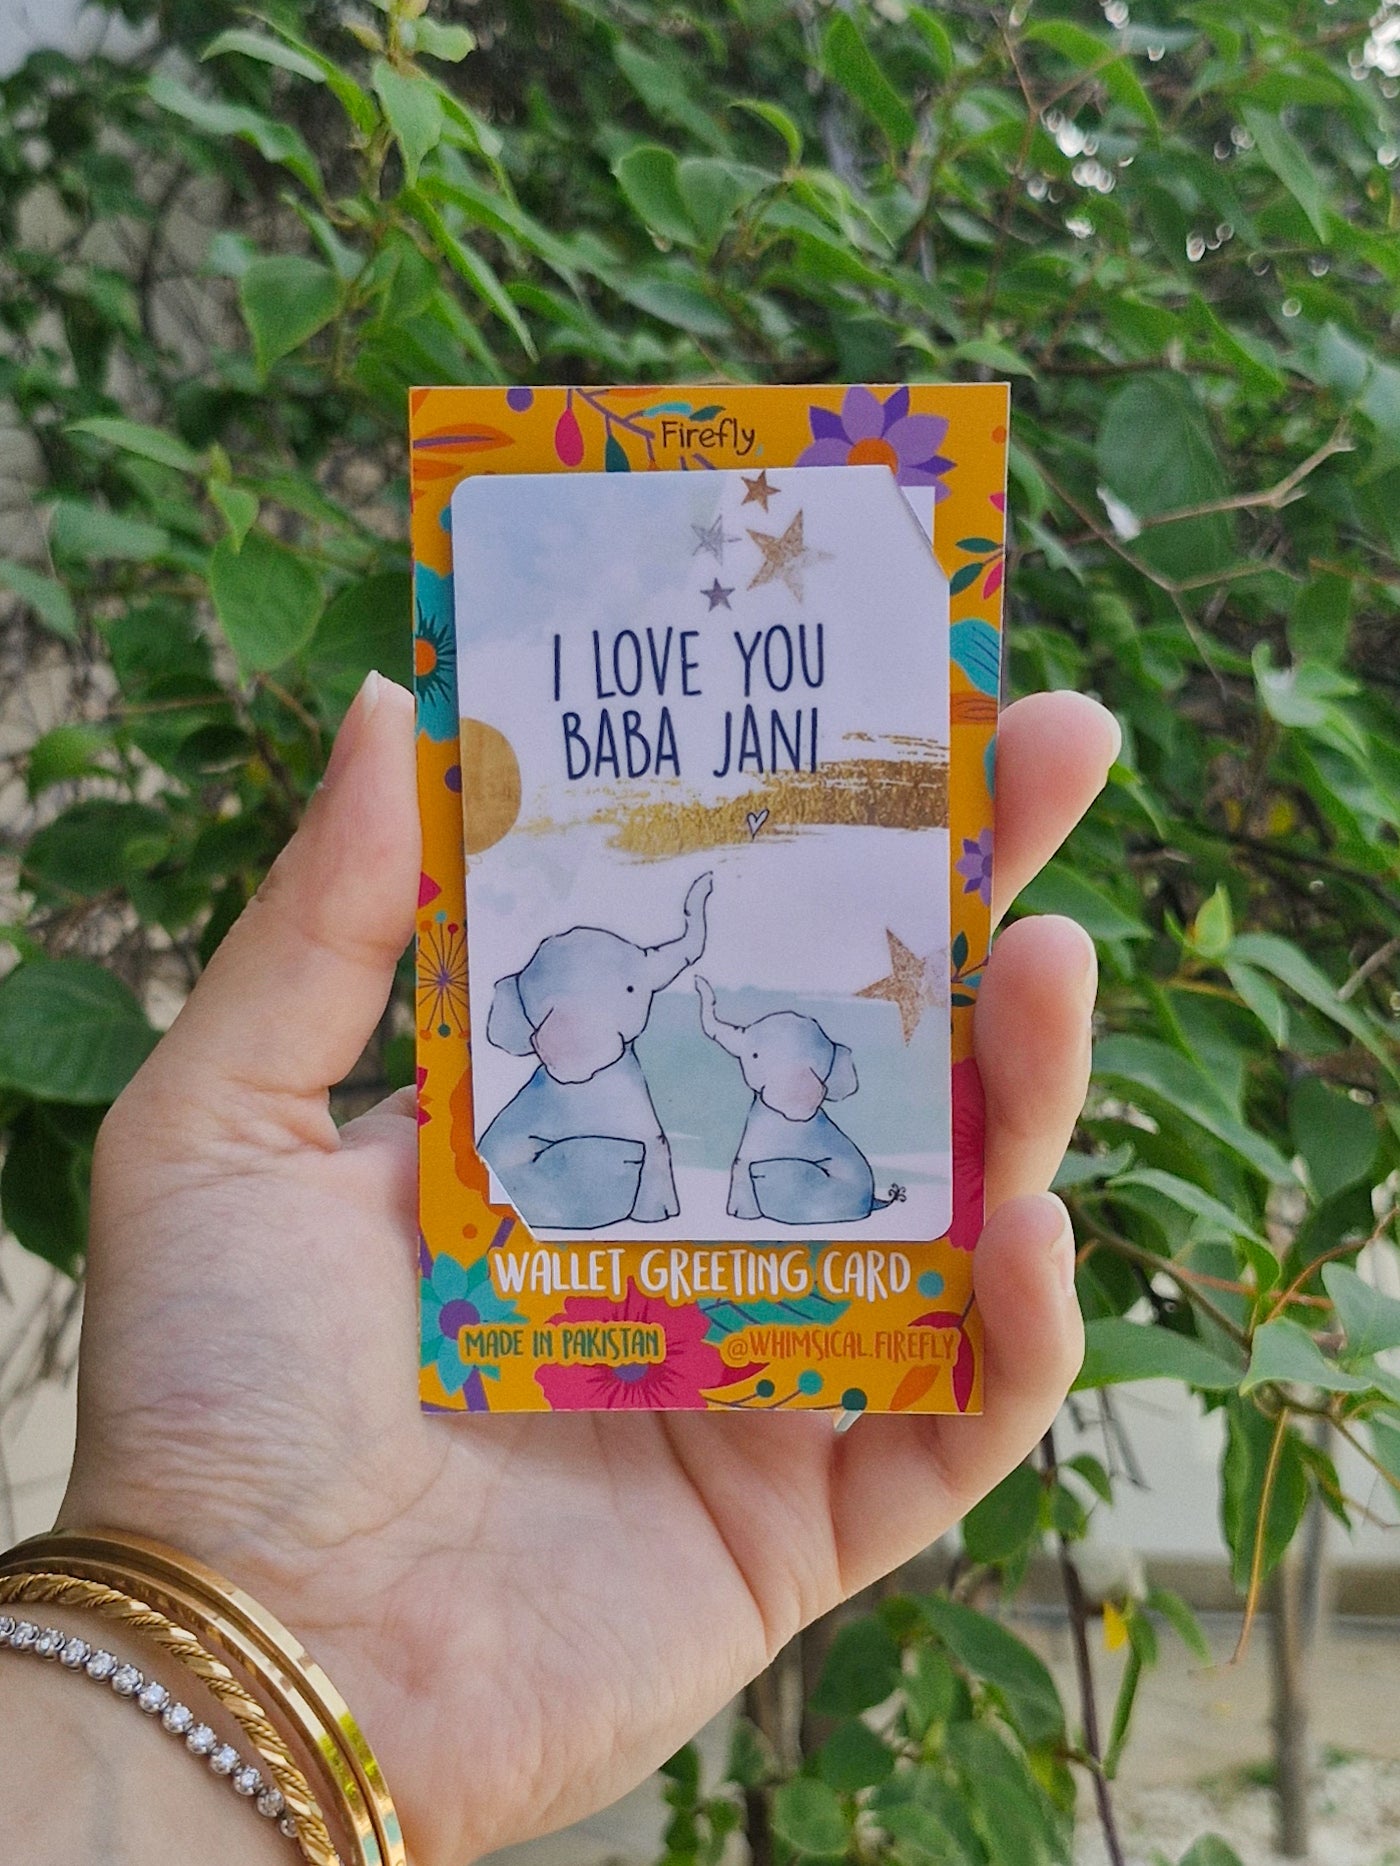 Firefly
I LOVE YOU
BABA JANI
WALLET GREETING CARD
MADE IN PAKISTAN
@WHIMSICAL.FIREFLY